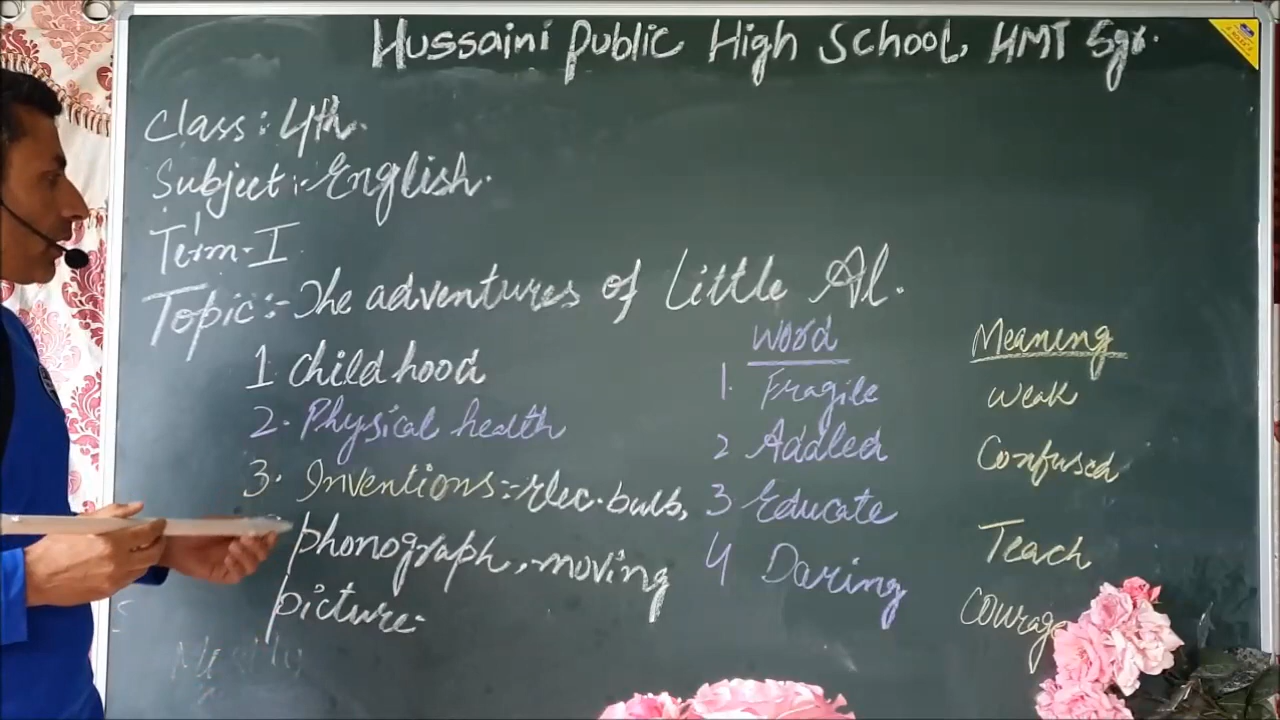 Hussaini Public High School, HMT Sgr.
Class: 4th.
Subject:- English.
Term-I
Topic:- The adventures of Little Al.
1 Childhood
2. Physical health
3. Inventions:- elec. bulb,
phonograph, moving
picture.
Word Meaning
1. Fragile Weak
2 Addled Confused
3 Educate Teach
4 Daring